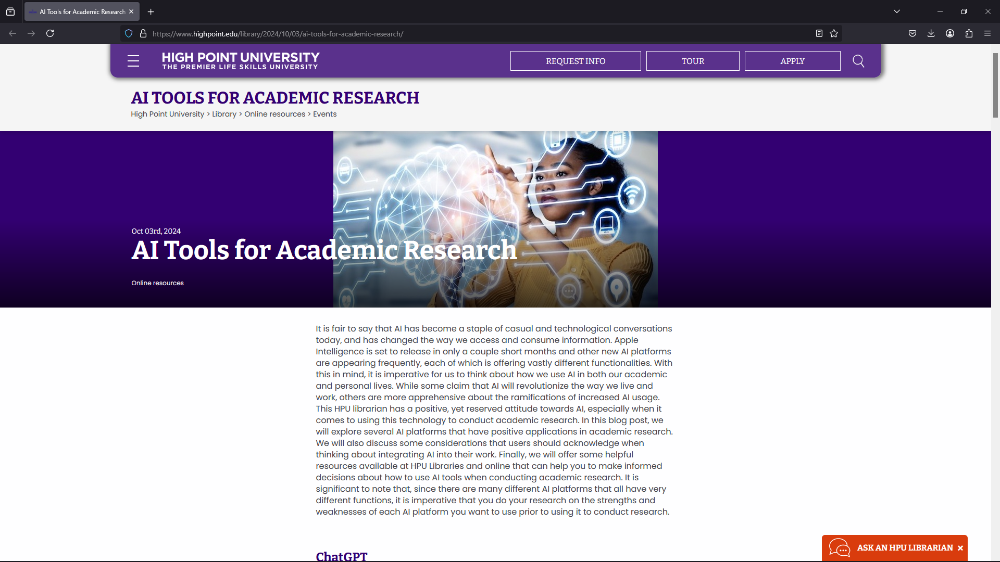 AI Tools for Academic Research
https://www.highpoint.edu/library/2024/10/03/ai-tools-for-academic-research/
HIGH POINT UNIVERSITY
THE PREMIER LIFE SKILLS UNIVERSITY
REQUEST INFO
TOUR
APPLY
AI TOOLS FOR ACADEMIC RESEARCH
High Point University > Library > Online resources > Events
Oct 03rd, 2024
AI Tools for Academic Research
Online resources
It is fair to say that AI has become a staple of casual and technological conversations
today, and has changed the way we access and consume information. Apple
Intelligence is set to release in only a couple short months and other new AI platforms
are appearing frequently, each of which is offering vastly different functionalities. With
this in mind, it is imperative for us to think about how we use AI in both our academic
and personal lives. While some claim that AI will revolutionize the way we live and
work, others are more apprehensive about the ramifications of increased AI usage.
This HPU librarian has a positive, yet reserved attitude towards AI, especially when it
comes to using this technology to conduct academic research. In this blog post, we
will explore several AI platforms that have positive applications in academic research.
We will also discuss some considerations that users should acknowledge when
thinking about integrating AI into their work. Finally, we will offer some helpful
resources available at HPU Libraries and online that can help you to make informed
decisions about how to use AI tools when conducting academic research. It is
significant to note that, since there are many different AI platforms that all have very
different functions, it is imperative that you do your research on the strengths and
weaknesses of each AI platform you want to use prior to using it to conduct research.
ChatGPT
ASK AN HPU LIBRARIAN